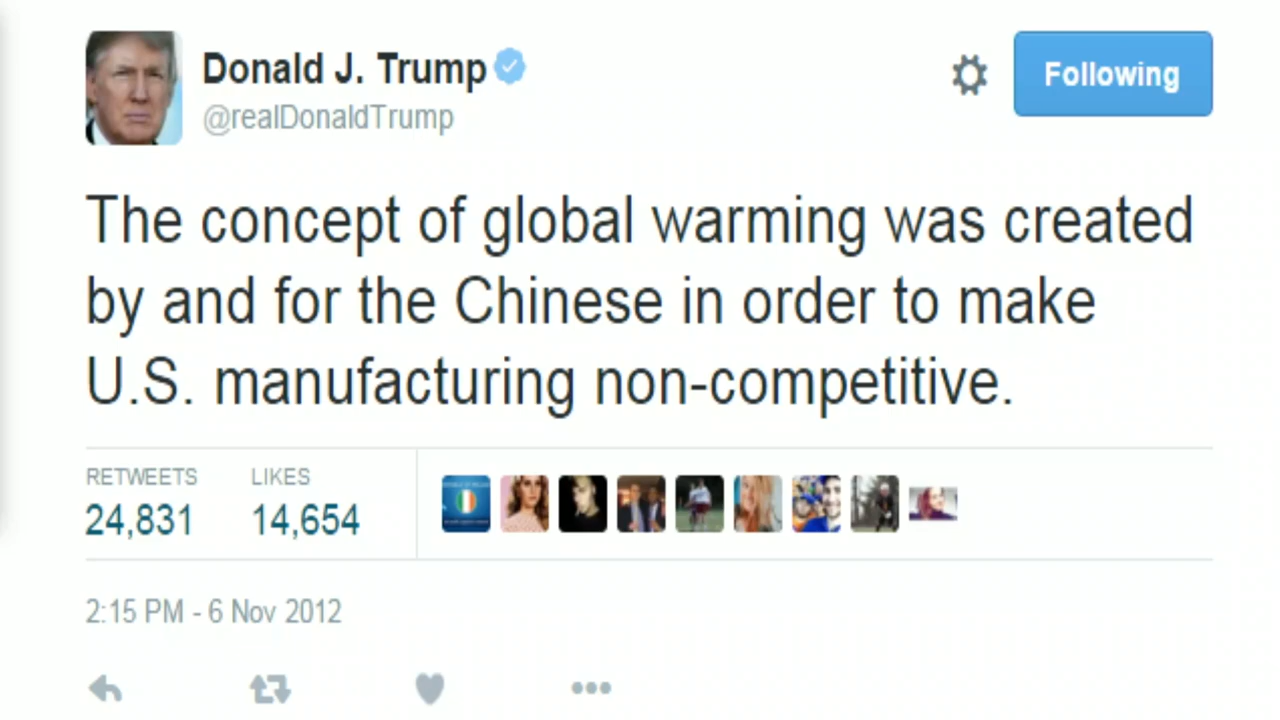 Donald J. Trump
@realDonaldTrump
Following
The concept of global warming was created
by and for the Chinese in order to make
U.S. manufacturing non-competitive.
RETWEETS LIKES
24,831 14,654
2:15 PM - 6 Nov 2012